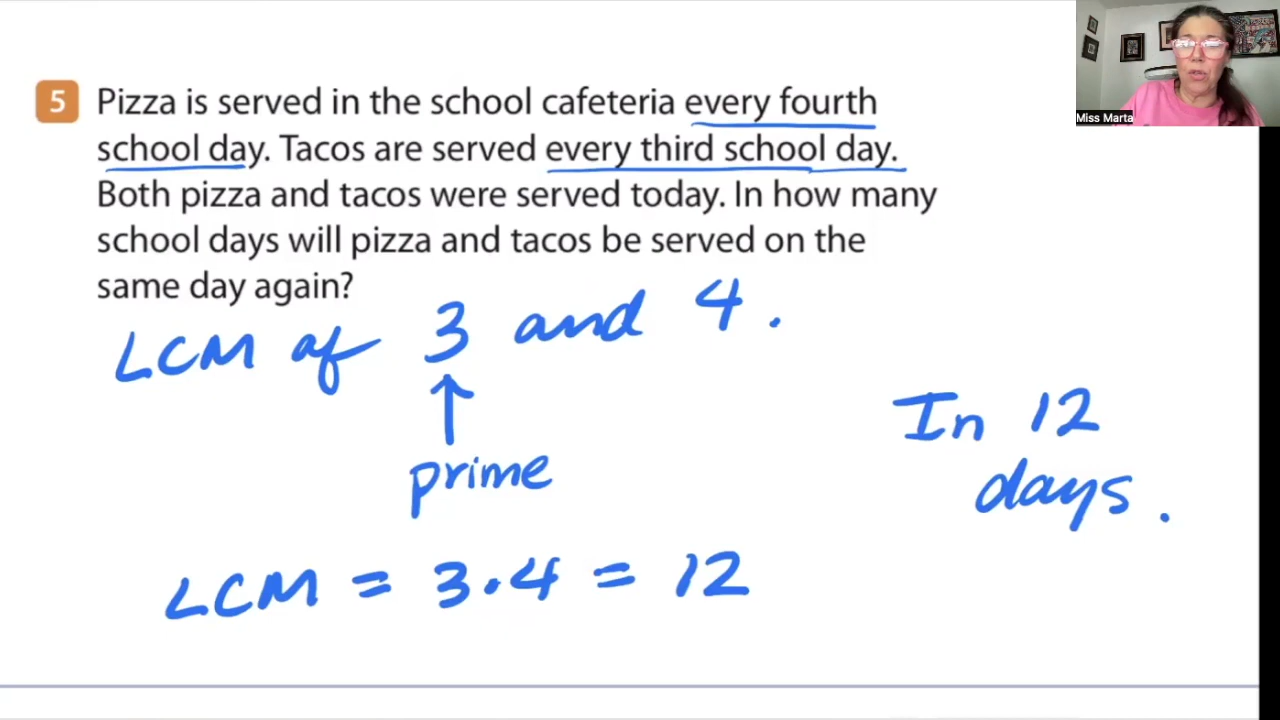 5 Pizza is served in the school cafeteria every fourth
school day. Tacos are served every third school day.
Both pizza and tacos were served today. In how many
school days will pizza and tacos be served on the
same day again?
LCM of 3 and 4.
prime
In 12
days.
LCM = 3·4 = 12
Miss Marta